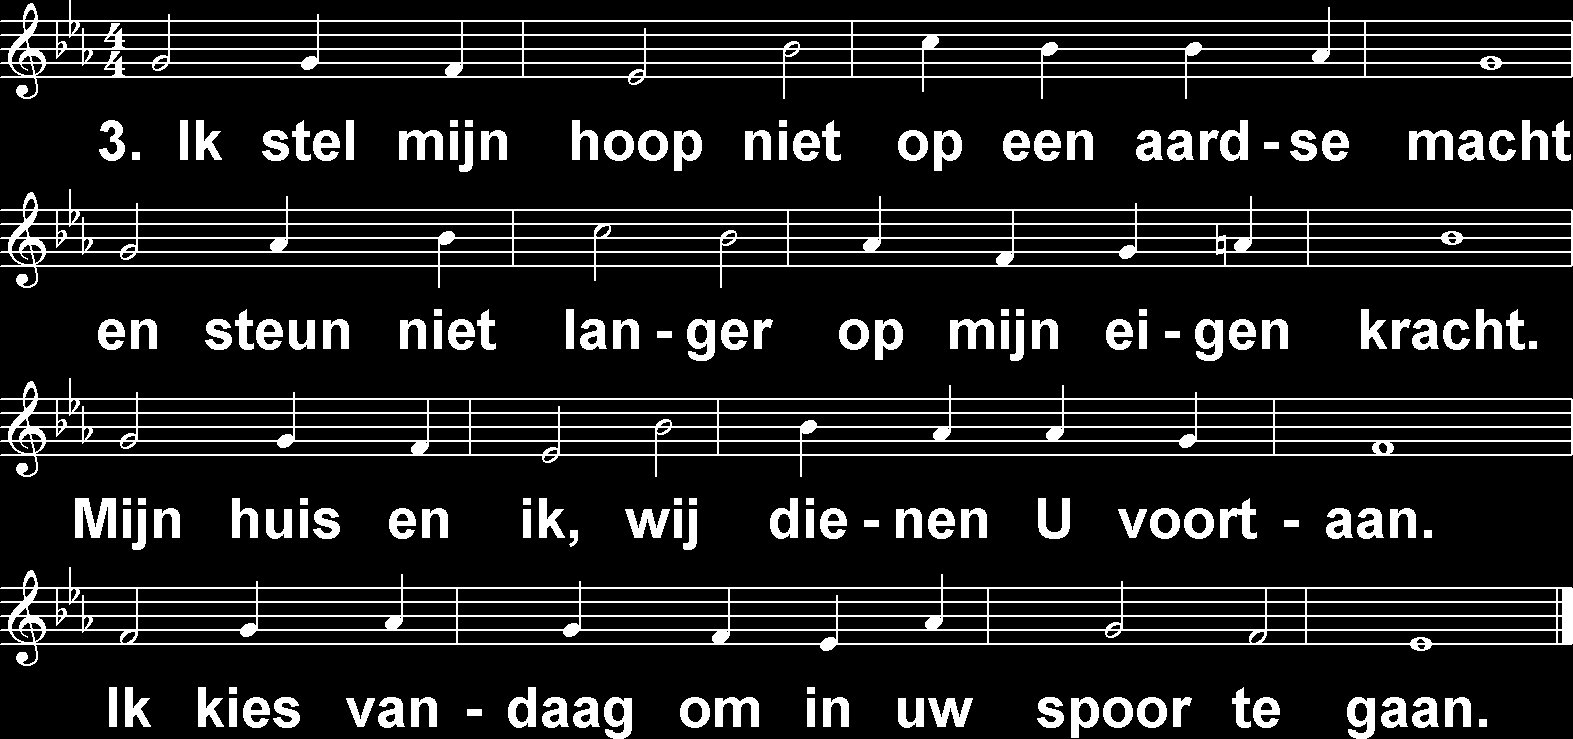 3. Ik stel mijn hoop niet op een aard - se macht
en steun niet lan - ger op mijn ei - gen kracht.
Mijn huis en ik, wij die - nen U voort - aan.
Ik kies van - daag om in uw spoor te gaan.